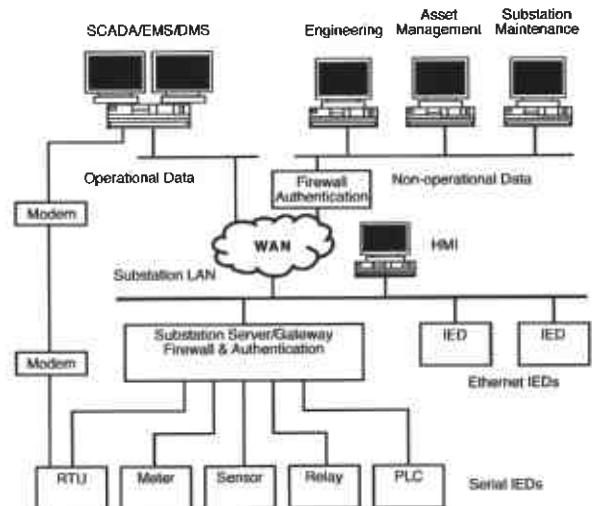 SCADA/EMS/DMS
Engineering
Asset
Management
Substation
Maintenance
Operational Data
Firewall
Authentication
Non-operational Data
Modem
WAN
HMI
Substation LAN
Substation Server/Gateway
Firewall & Authentication
IED
IED
Modem
Ethernet IEDs
RTU
Meter
Sensor
Relay
PLC
Serial IEDs